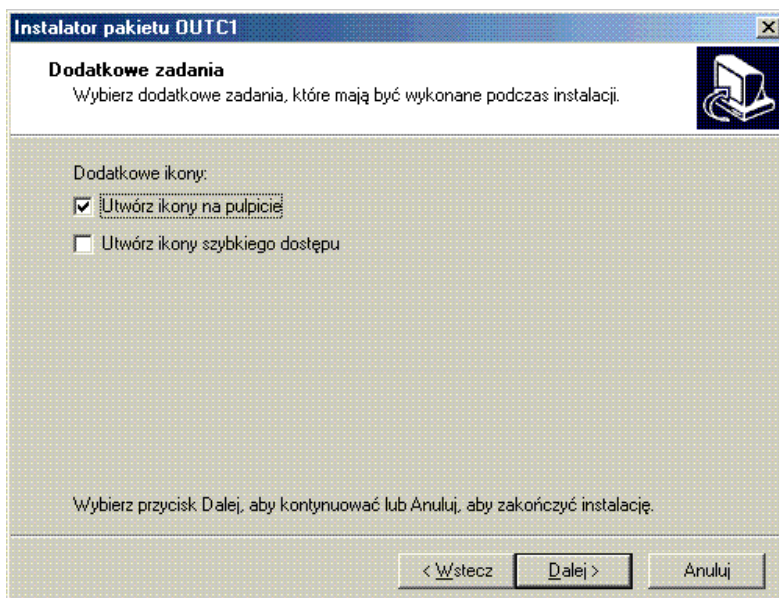 Instalator pakietu OUTC1
Dodatkowe zadania
Wybierz dodatkowe zadania, które mają być wykonane podczas instalacji.
Dodatkowe ikony:
Utwórz ikony na pulpicie
Utwórz ikony szybkiego dostępu
Wybierz przycisk Dalej, aby kontynuować lub Anuluj, aby zakończyć instalację.
< Wstecz Dalej > Anuluj